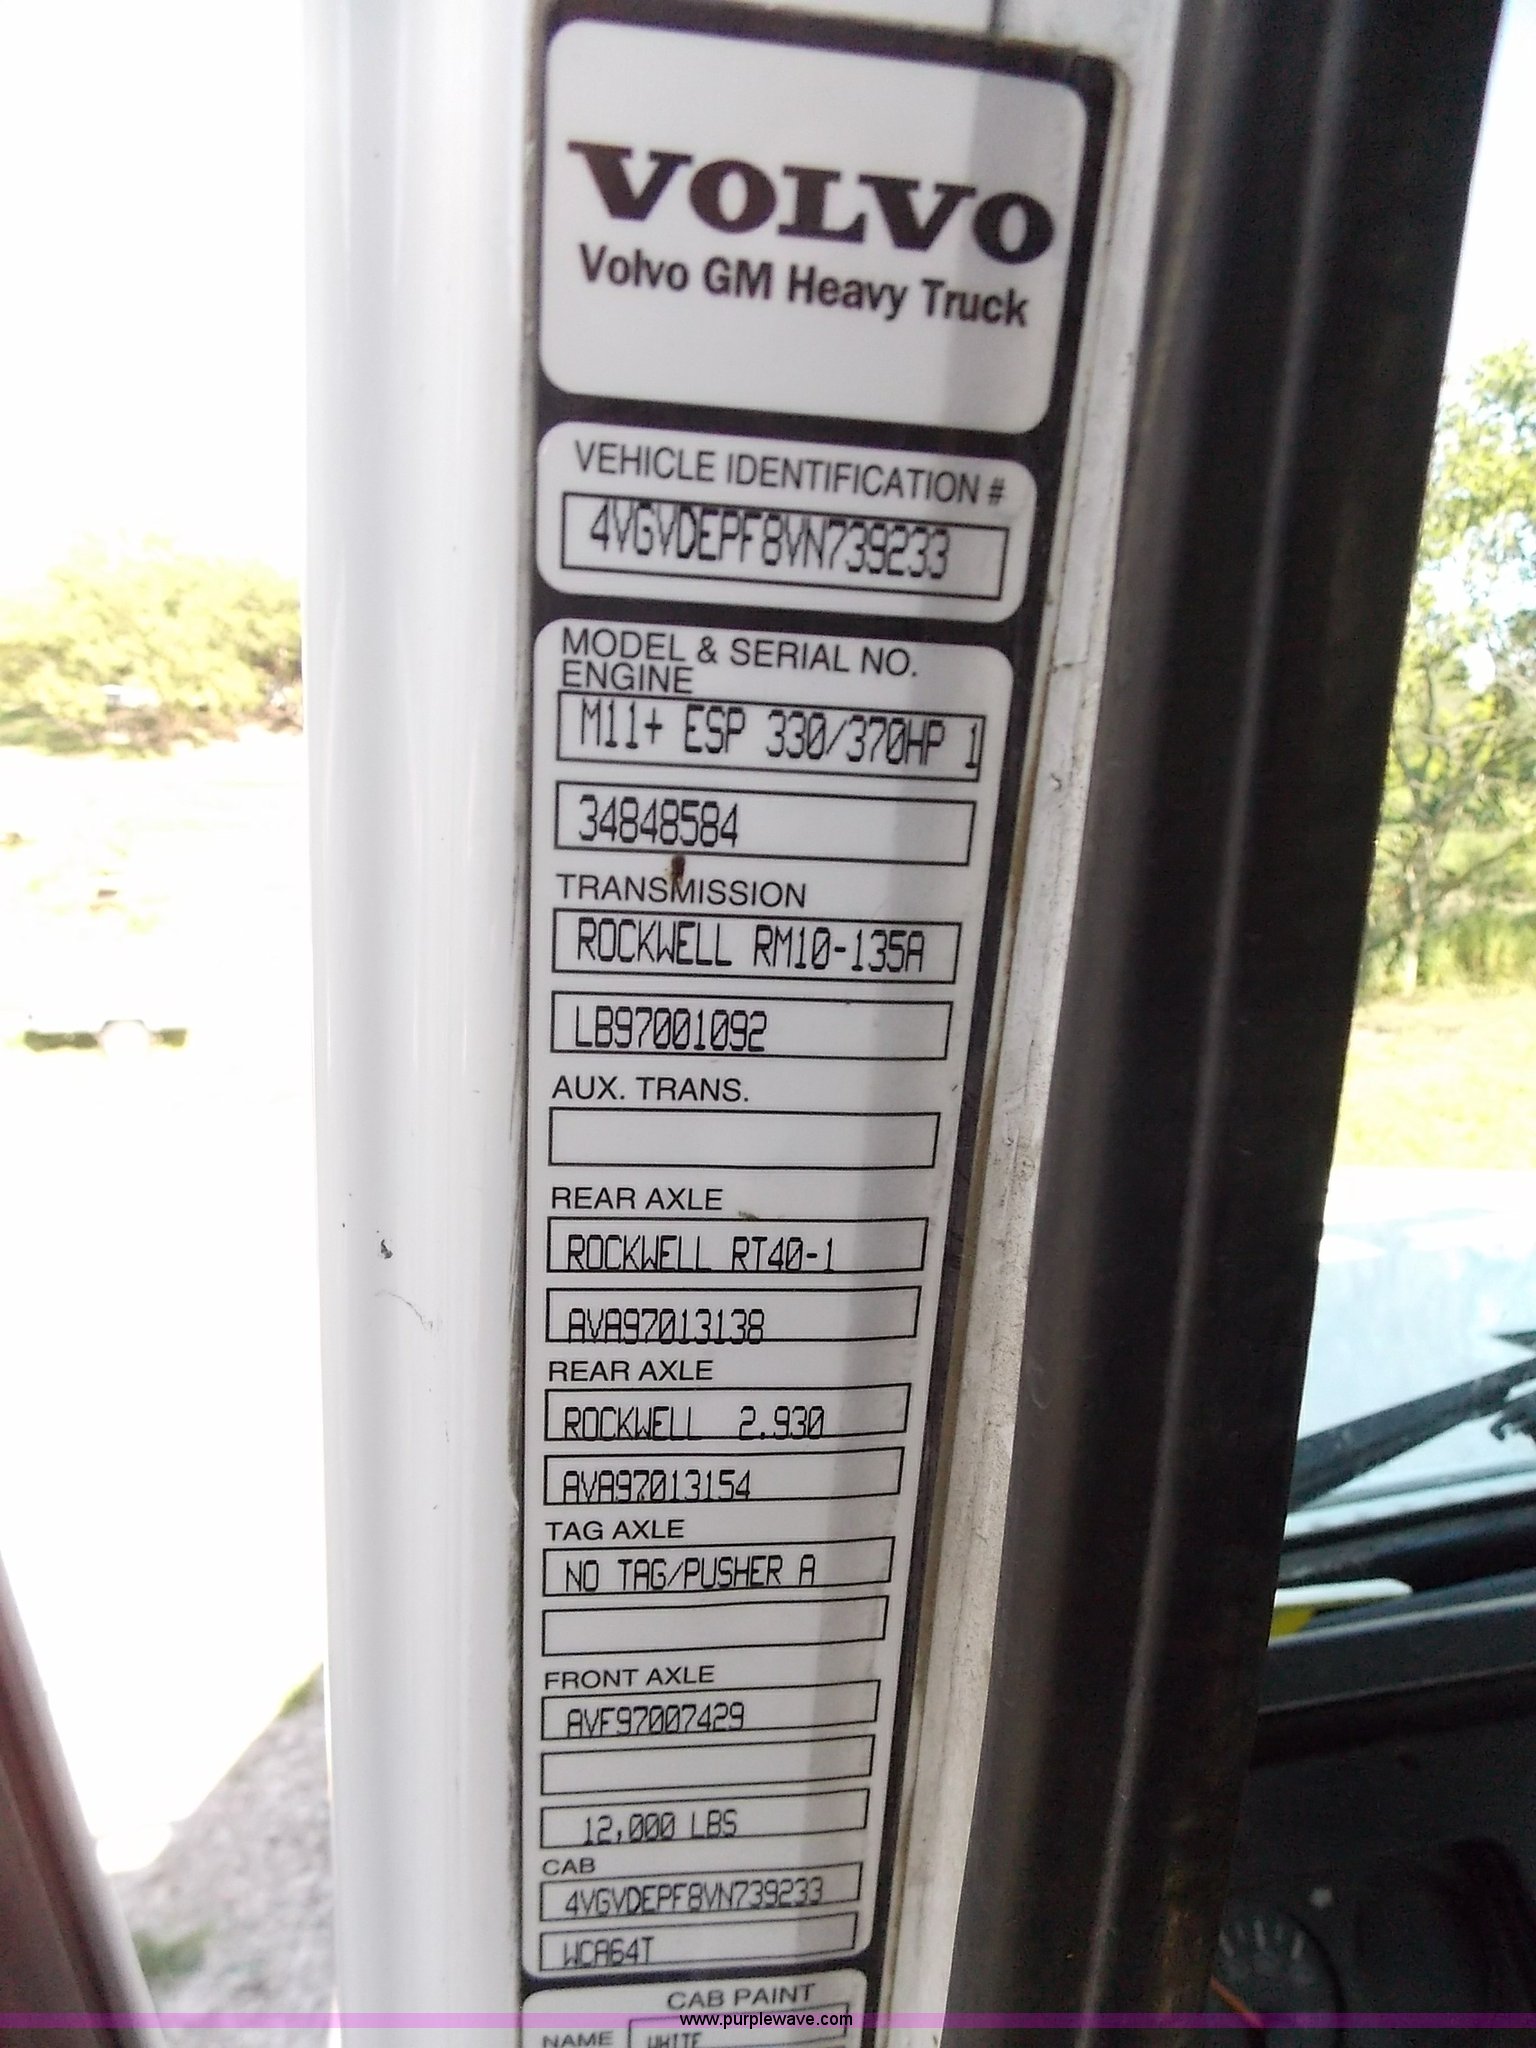 VOLVO
Volvo GM Heavy Truck
VEHICLE IDENTIFICATION #
4VGVDEPF8VN739233
MODEL & SERIAL NO.
ENGINE
M11+ ESP 330/370HP 1
34848584
TRANSMISSION
ROCKWELL RM10-135A
LB97001092
AUX. TRANS.
REAR AXLE
ROCKWELL RT40-1
AVA97013138
REAR AXLE
ROCKWELL 2.930
AVA97013154
TAG AXLE
NO TAG/PUSHER A
FRONT AXLE
AVF97007429
12,000 LBS
CAB
4VGVDEPF8VN739233
WCA64T
CAB PAINT
NAME WHITE
www.purplewave.com